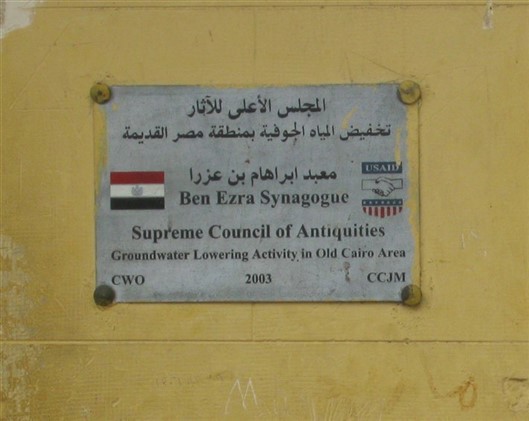 المجلس الأعلى للآثار
تخفيض المياه الجوفية بمنطقة مصر القديمة
معبد ابراهام بن عزرا
Ben Ezra Synagogue
USAID
Supreme Council of Antiquities
Groundwater Lowering Activity in Old Cairo Area
CWO 2003 CCJM